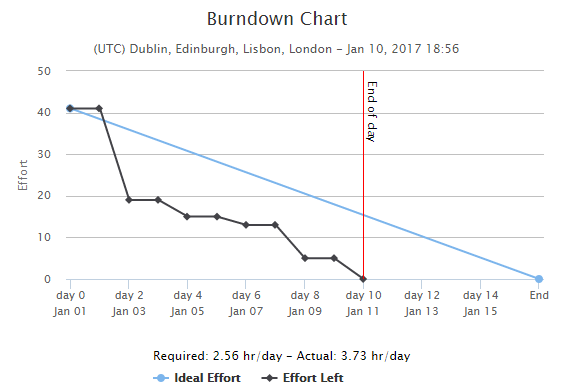 Burndown Chart
(UTC) Dublin, Edinburgh, Lisbon, London – Jan 10, 2017 18:56
50
40
30
20
10
0
Effort
End of day
day 0 day 2 day 4 day 6 day 8 day 10 day 12 day 14 End
Jan 01 Jan 03 Jan 05 Jan 07 Jan 09 Jan 11 Jan 13 Jan 15
Required: 2.56 hr/day – Actual: 3.73 hr/day
Ideal Effort Effort Left